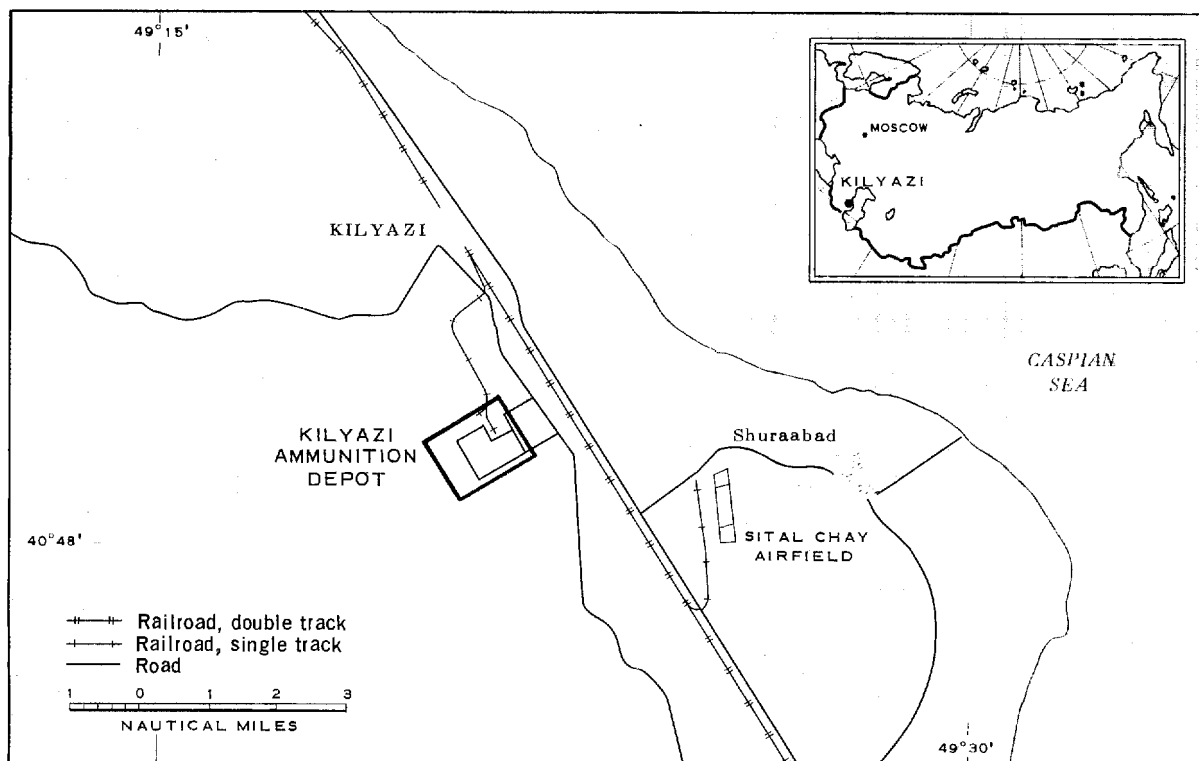 49°15'
MOSCOW
KILYAZI
KILYAZI
CASPIAN
SEA
KILYAZI
AMMUNITION
DEPOT
Shuraabad
SITAL CHAY
AIRFIELD
40°48'
Railroad, double track
Railroad, single track
Road
1 0 1 2 3
NAUTICAL MILES
49°30'